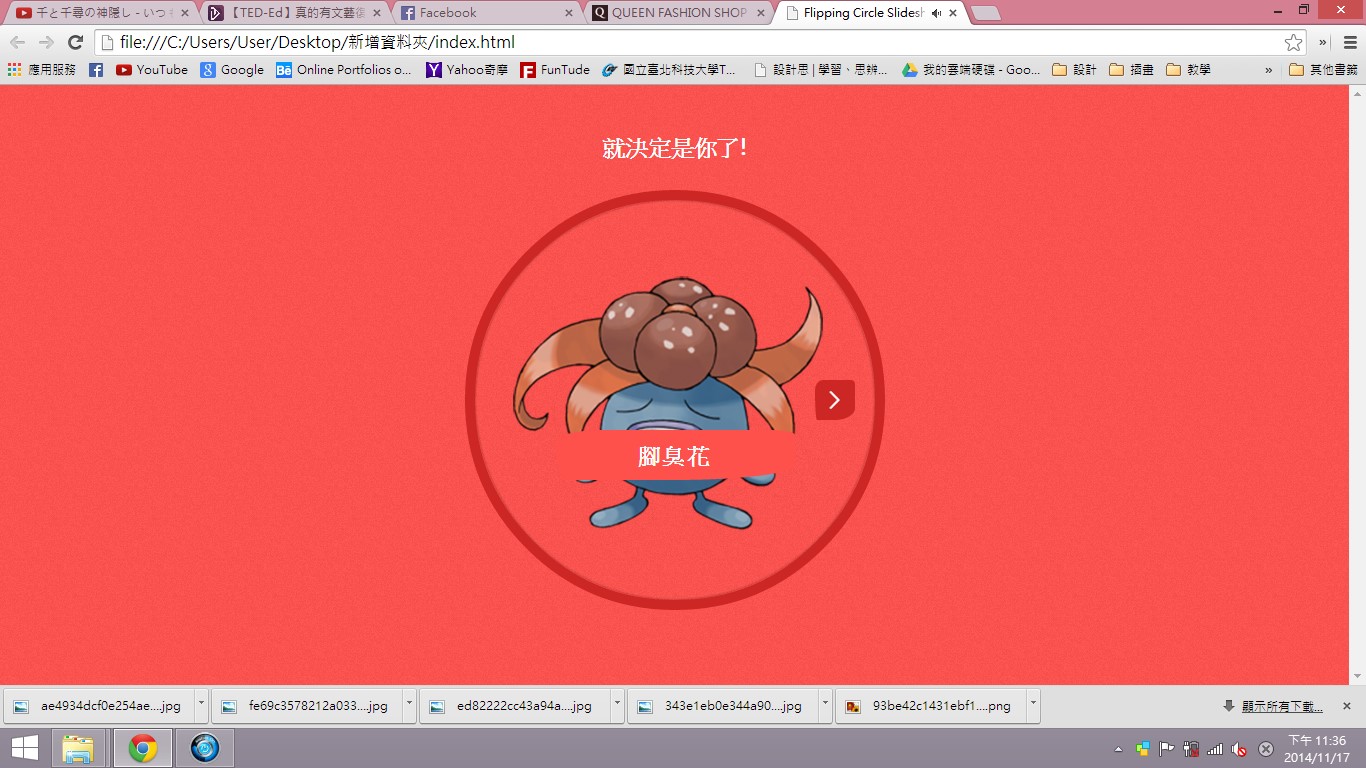 千と千尋の神隠し - いつも
【TED-Ed】真的有文藝復
Facebook
QUEEN FASHION SHOP
Flipping Circle Slidesh
file:///C:/Users/User/Desktop/新增資料夾/index.html
應用服務
YouTube
Google
Online Portfolios o...
Yahoo奇摩
FunTude
國立臺北科技大學T...
設計思 | 學習、思辨...
我的雲端硬碟 - Goo...
設計
插畫
教學
其他書籤
就決定是你了!
腳臭花
ae4934dcf0e254ae....jpg
fe69c3578212a033....jpg
ed82222cc43a94a....jpg
343e1eb0e344a90....jpg
93be42c1431ebf1....png
顯示所有下載...
下午 11:36
2014/11/17